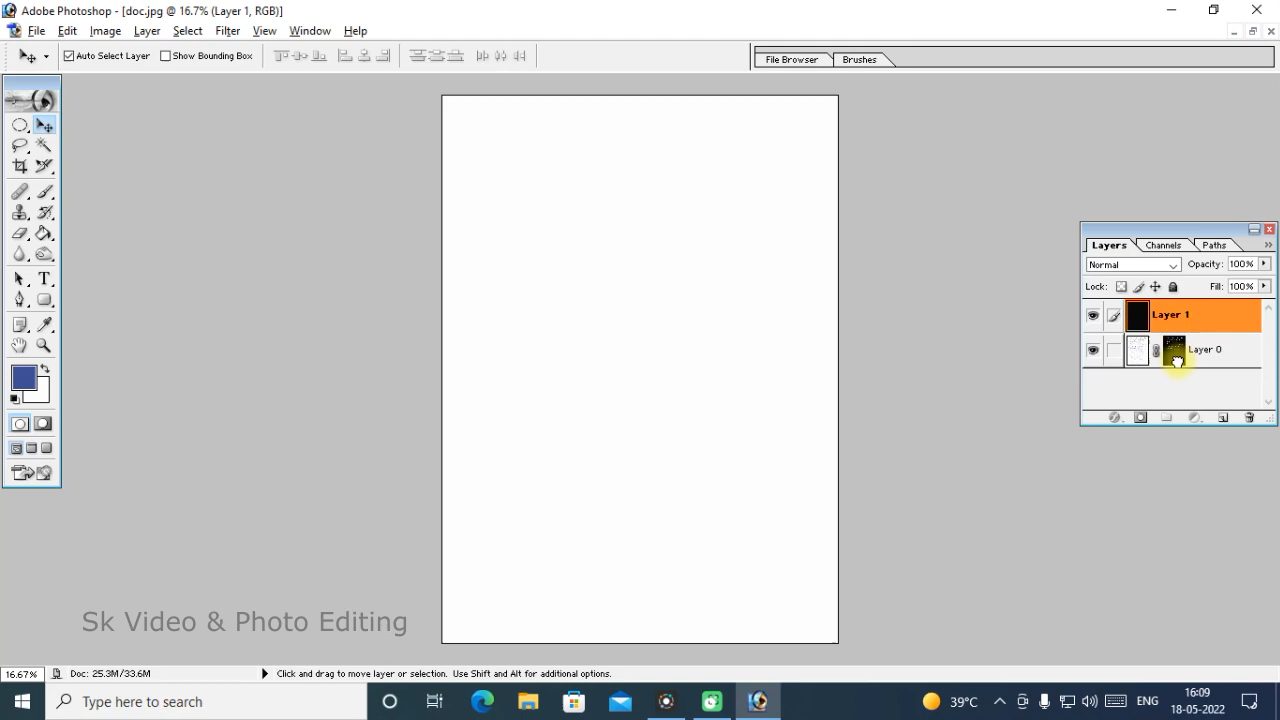 Adobe Photoshop - [doc.jpg @ 16.7% (Layer 1, RGB)]
File Edit Image Layer Select Filter View Window Help
Auto Select Layer Show Bounding Box
File Browser Brushes
Layers Channels Paths
Normal Opacity: 100%
Lock: Fill: 100%
Layer 1
Layer 0
Sk Video & Photo Editing
16.67% Doc: 25.3M/33.6M Click and drag to move layer or selection. Use Shift and Alt for additional options.
Type here to search
39°C
ENG
16:09
18-05-2022